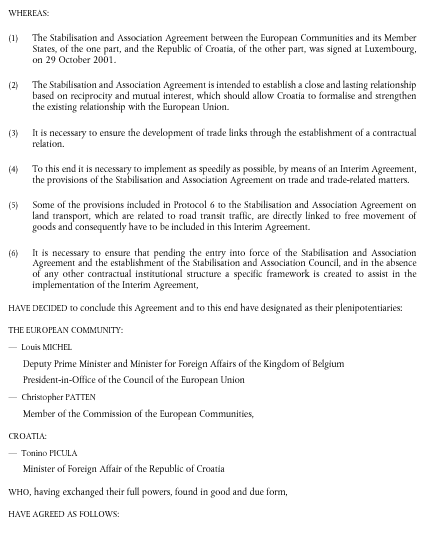 WHEREAS:
(1) The Stabilisation and Association Agreement between the European Communities and its Member
States, of the one part, and the Republic of Croatia, of the other part, was signed at Luxembourg,
on 29 October 2001.
(2) The Stabilisation and Association Agreement is intended to establish a close and lasting relationship
based on reciprocity and mutual interest, which should allow Croatia to formalise and strengthen
the existing relationship with the European Union.
(3) It is necessary to ensure the development of trade links through the establishment of a contractual
relation.
(4) To this end it is necessary to implement as speedily as possible, by means of an Interim Agreement,
the provisions of the Stabilisation and Association Agreement on trade and trade-related matters.
(5) Some of the provisions included in Protocol 6 to the Stabilisation and Association Agreement on
land transport, which are related to road transit traffic, are directly linked to free movement of
goods and consequently have to be included in this Interim Agreement.
(6) It is necessary to ensure that pending the entry into force of the Stabilisation and Association
Agreement and the establishment of the Stabilisation and Association Council, and in the absence
of any other contractual institutional structure a specific framework is created to assist in the
implementation of the Interim Agreement,
HAVE DECIDED to conclude this Agreement and to this end have designated as their plenipotentiaries:
THE EUROPEAN COMMUNITY:
— Louis MICHEL
Deputy Prime Minister and Minister for Foreign Affairs of the Kingdom of Belgium
President-in-Office of the Council of the European Union
— Christopher PATTEN
Member of the Commission of the European Communities,
CROATIA:
— Tonino PICULA
Minister of Foreign Affair of the Republic of Croatia
WHO, having exchanged their full powers, found in good and due form,
HAVE AGREED AS FOLLOWS: